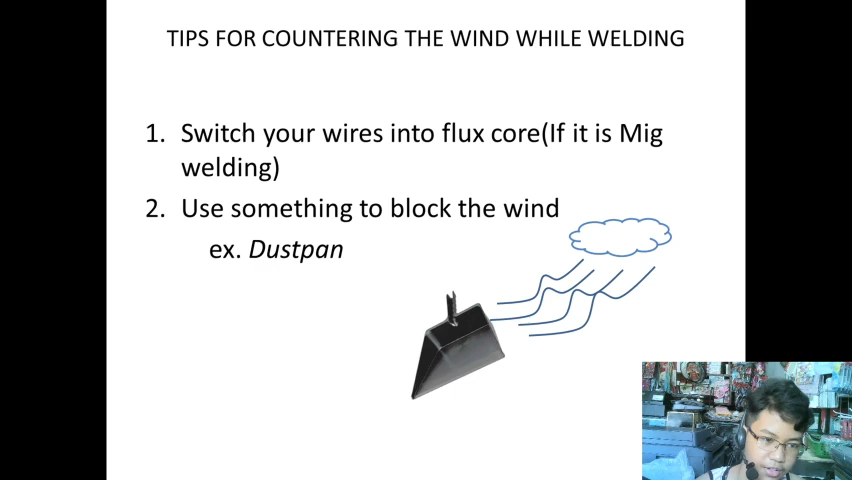 TIPS FOR COUNTERING THE WIND WHILE WELDING
1. Switch your wires into flux core(If it is Mig
welding)
2. Use something to block the wind
ex. Dustpan